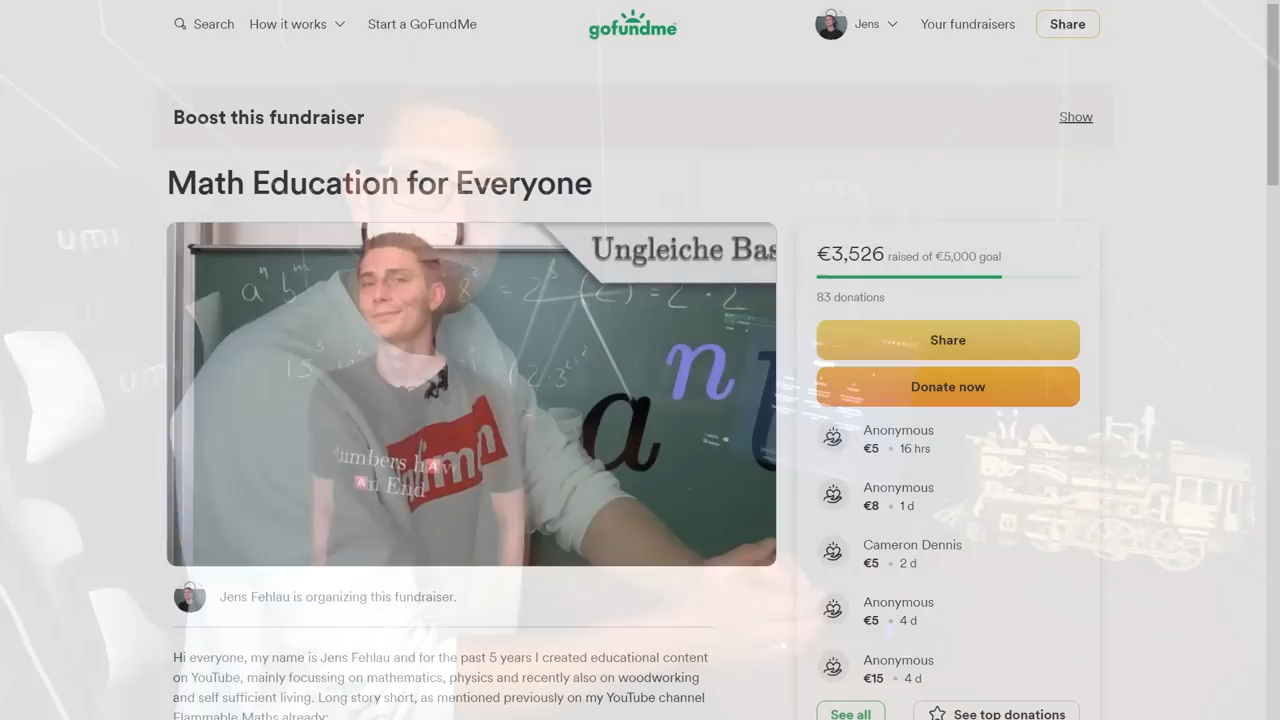 Search
How it works
Start a GoFundMe
gofundme
Jens
Your fundraisers
Share
Boost this fundraiser
Show
Math Education for Everyone
Ungleiche Bas
a
n
€3,526 raised of €5,000 goal
83 donations
Share
Donate now
Anonymous
€5 • 16 hrs
Anonymous
€8 • 1 d
Cameron Dennis
€5 • 2 d
Anonymous
€5 • 4 d
Anonymous
€15 • 4 d
See all
See top donations
Jens Fehlau is organizing this fundraiser.
Hi everyone, my name is Jens Fehlau and for the past 5 years I created educational content
on YouTube, mainly focussing on mathematics, physics and recently also on woodworking
and self sufficient living. Long story short, as mentioned previously on my YouTube channel
Flammable Maths already: